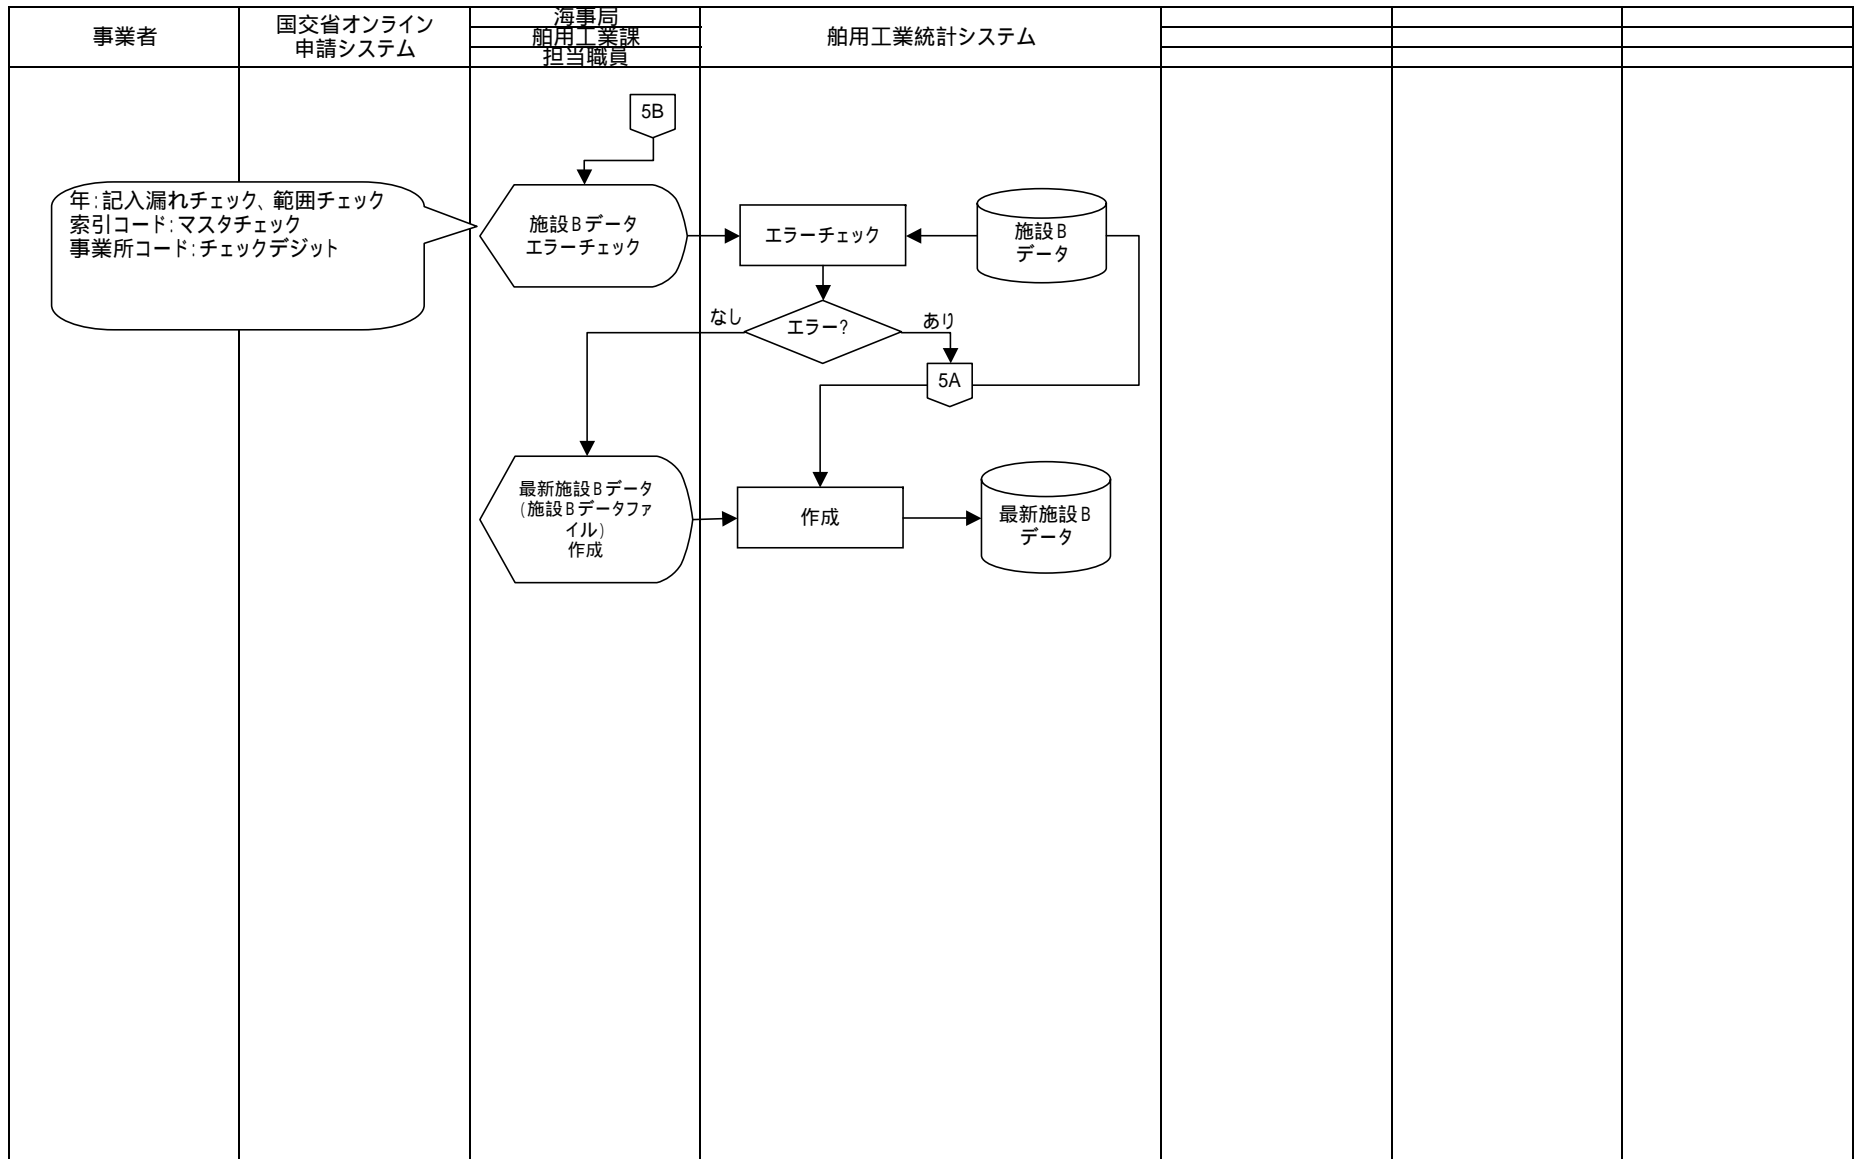 事業者
国交省オンライン
申請システム
海事局
舶用工業課
担当職員
舶用工業統計システム
5B
年:記入漏れチェック、範囲チェック
索引コード:マスタチェック
事業所コード:チェックデジット
施設Bデータ
エラーチェック
エラーチェック
施設B
データ
エラー?
なし
あり
5A
最新施設Bデータ
(施設Bデータファ
イル)
作成
作成
最新施設B
データ